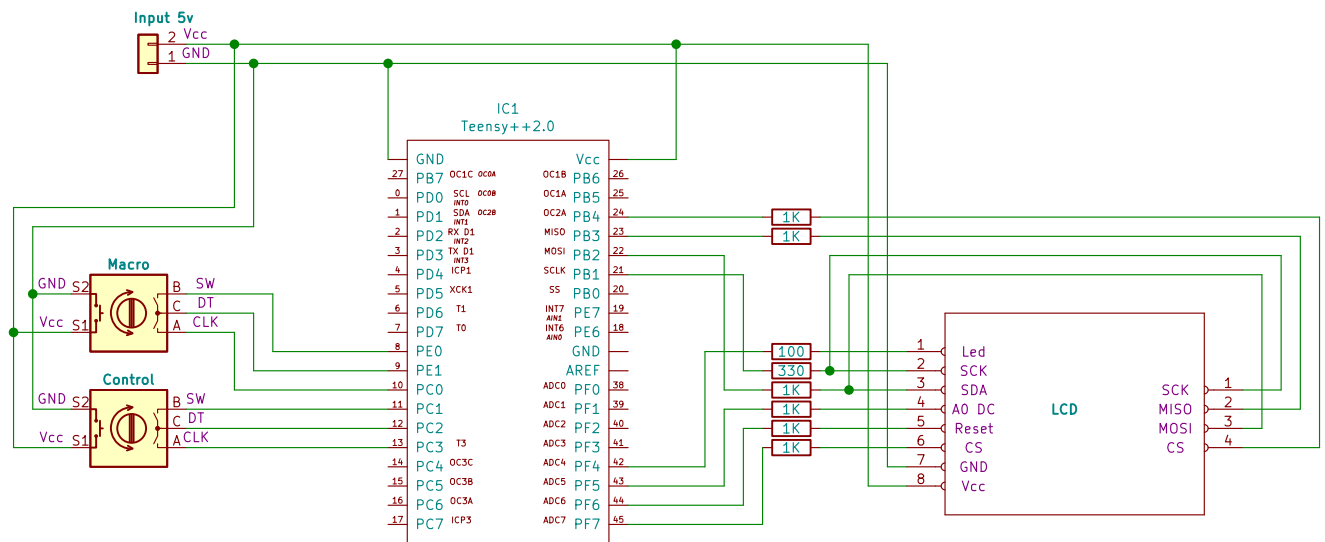 Input 5v
2 Vcc
1 GND
IC1
Teensy++2.0
GND Vcc
27 PB7 OC1C OC0A OC1B PB6 26
0 PD0 SCL OC0B INT0 OC1A PB5 25
1 PD1 SDA OC2B INT1 OC2A PB4 24 1K
2 PD2 RX D1 INT2 MISO PB3 23 1K
3 PD3 TX D1 INT3 MOSI PB2 22
4 PD4 ICP1 SCLK PB1 21
5 PD5 XCK1 SS PB0 20
6 PD6 T1 INT7 AIN1 PE7 19
7 PD7 T0 INT6 AIN0 PE6 18
8 PE0 GND
9 PE1 AREF
10 PC0 ADC0 PF0 38
11 PC1 ADC1 PF1 39
12 PC2 ADC2 PF2 40
13 PC3 T3 ADC3 PF3 41
14 PC4 OC3C ADC4 PF4 42
15 PC5 OC3B ADC5 PF5 43
16 PC6 OC3A ADC6 PF6 44
17 PC7 ICP3 ADC7 PF7 45
Macro
GND S2 B SW
C DT
Vcc S1 A CLK
Control
GND S2 B SW
C DT
Vcc S1 A CLK
100 1 Led
330 2 SCK
1K 3 SDA
1K 4 A0 DC
1K 5 Reset
1K 6 CS
7 GND
8 Vcc
LCD
SCK 1
MISO 2
MOSI 3
CS 4